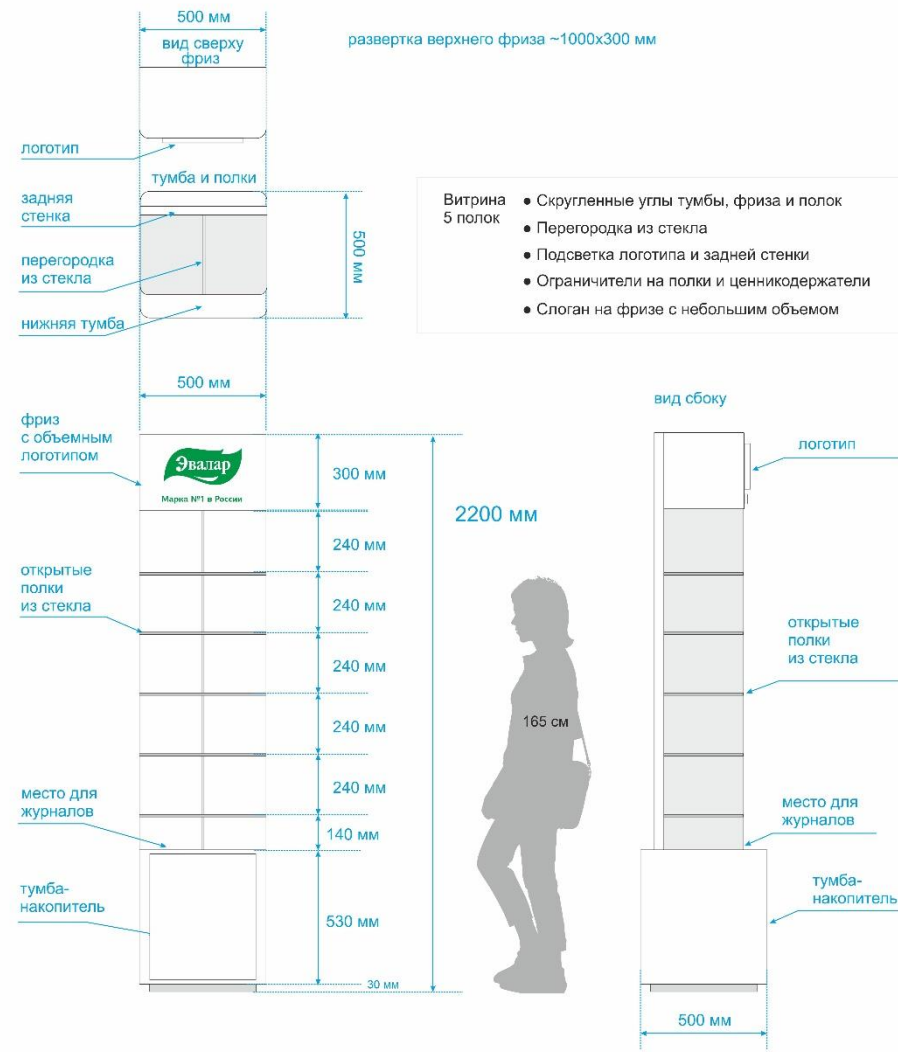 500 мм
вид сверху
фриз
развертка верхнего фриза ~1000х300 мм
логотип
тумба и полки
задняя
стенка
перегородка
из стекла
нижняя тумба
500 мм
Витрина
5 полок
● Скругленные углы тумбы, фриза и полок
● Перегородка из стекла
● Подсветка логотипа и задней стенки
● Ограничители на полки и ценникодержатели
● Слоган на фризе с небольшим объемом
500 мм
вид сбоку
фриз
с объемным
логотипом
Эвалар
Марка №1 в России
300 мм
логотип
2200 мм
240 мм
открытые
полки
из стекла
240 мм
240 мм
открытые
полки
из стекла
165 см
240 мм
240 мм
место для
журналов
140 мм
место для
журналов
тумба-
накопитель
530 мм
тумба-
накопитель
30 мм
500 мм